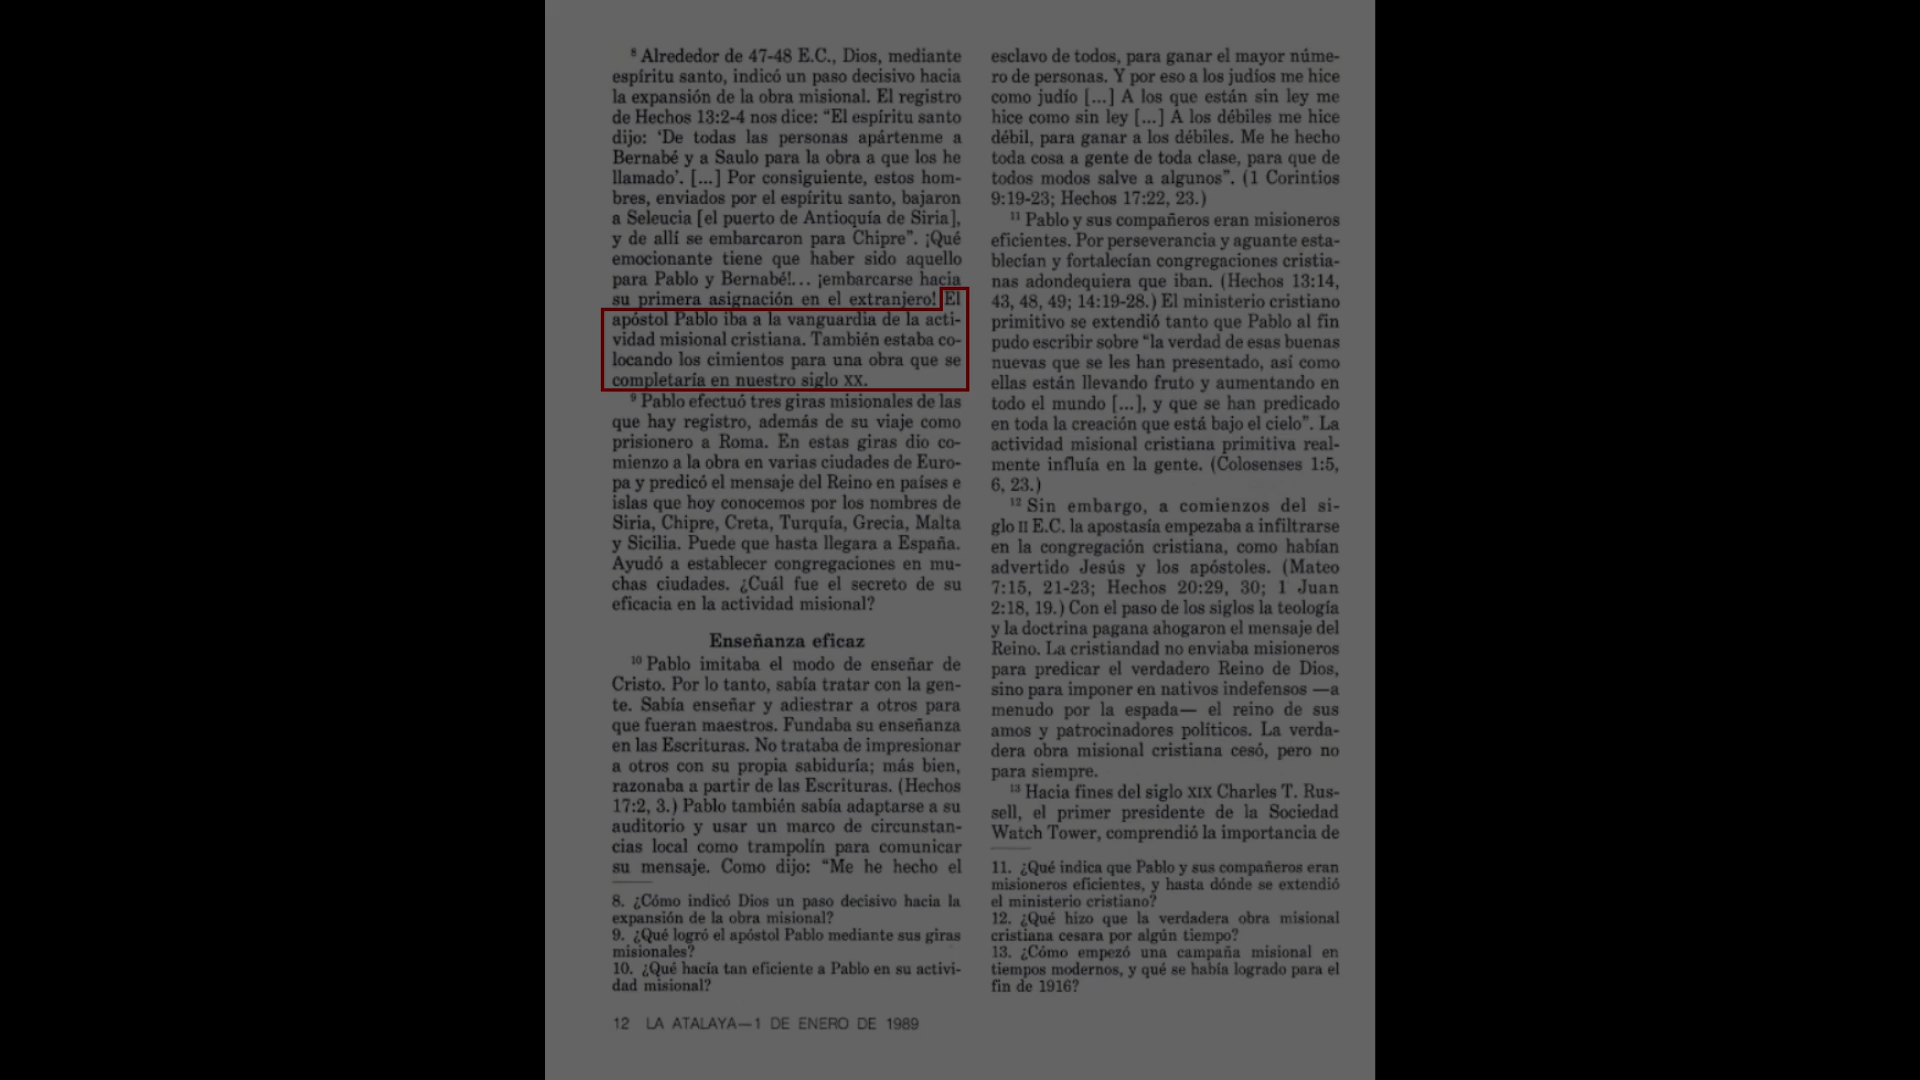 ⁸ Alrededor de 47-48 E.C., Dios, mediante
espíritu santo, indicó un paso decisivo hacia
la expansión de la obra misional. El registro
de Hechos 13:2-4 nos dice: “El espíritu santo
dijo: ‘De todas las personas apártenme a
Bernabé y a Saulo para la obra a que los he
llamado’. [...] Por consiguiente, estos hom-
bres, enviados por el espíritu santo, bajaron
a Seleucia [el puerto de Antioquía de Siria],
y de allí se embarcaron para Chipre”. ¡Qué
emocionante tiene que haber sido aquello
para Pablo y Bernabé!... ¡embarcarse hacia
su primera asignación en el extranjero! El
apóstol Pablo iba a la vanguardia de la acti-
vidad misional cristiana. También estaba co-
locando los cimientos para una obra que se
completaría en nuestro siglo XX.
⁹ Pablo efectuó tres giras misionales de las
que hay registro, además de su viaje como
prisionero a Roma. En estas giras dio co-
mienzo a la obra en varias ciudades de Euro-
pa y predicó el mensaje del Reino en países e
islas que hoy conocemos por los nombres de
Siria, Chipre, Creta, Turquía, Grecia, Malta
y Sicilia. Puede que hasta llegara a España.
Ayudó a establecer congregaciones en mu-
chas ciudades. ¿Cuál fue el secreto de su
eficacia en la actividad misional?
Enseñanza eficaz
¹⁰ Pablo imitaba el modo de enseñar de
Cristo. Por lo tanto, sabía tratar con la gen-
te. Sabía enseñar y adiestrar a otros para
que fueran maestros. Fundaba su enseñanza
en las Escrituras. No trataba de impresionar
a otros con su propia sabiduría; más bien,
razonaba a partir de las Escrituras. (Hechos
17:2, 3.) Pablo también sabía adaptarse a su
auditorio y usar un marco de circunstan-
cias local como trampolín para comunicar
su mensaje. Como dijo: “Me he hecho el
8. ¿Cómo indicó Dios un paso decisivo hacia la
expansión de la obra misional?
9. ¿Qué logró el apóstol Pablo mediante sus giras
misionales?
10. ¿Qué hacía tan eficiente a Pablo en su activi-
dad misional?
esclavo de todos, para ganar el mayor núme-
ro de personas. Y por eso a los judíos me hice
como judío [...] A los que están sin ley me
hice como sin ley [...] A los débiles me hice
débil, para ganar a los débiles. Me he hecho
toda cosa a gente de toda clase, para que de
todos modos salve a algunos”. (1 Corintios
9:19-23; Hechos 17:22, 23.)
¹¹ Pablo y sus compañeros eran misioneros
eficientes. Por perseverancia y aguante esta-
blecían y fortalecían congregaciones cristia-
nas adondequiera que iban. (Hechos 13:14,
43, 48, 49; 14:19-28.) El ministerio cristiano
primitivo se extendió tanto que Pablo al fin
pudo escribir sobre “la verdad de esas buenas
nuevas que se les han presentado, así como
ellas están llevando fruto y aumentando en
todo el mundo [...], y que se han predicado
en toda la creación que está bajo el cielo”. La
actividad misional cristiana primitiva real-
mente influía en la gente. (Colosenses 1:5,
6, 23.)
¹² Sin embargo, a comienzos del si-
glo II E.C. la apostasía empezaba a infiltrarse
en la congregación cristiana, como habían
advertido Jesús y los apóstoles. (Mateo
7:15, 21-23; Hechos 20:29, 30; 1 Juan
2:18, 19.) Con el paso de los siglos la teología
y la doctrina pagana ahogaron el mensaje del
Reino. La cristiandad no enviaba misioneros
para predicar el verdadero Reino de Dios,
sino para imponer en nativos indefensos —a
menudo por la espada— el reino de sus
amos y patrocinadores políticos. La verda-
dera obra misional cristiana cesó, pero no
para siempre.
¹³ Hacia fines del siglo XIX Charles T. Rus-
sell, el primer presidente de la Sociedad
Watch Tower, comprendió la importancia de
11. ¿Qué indica que Pablo y sus compañeros eran
misioneros eficientes, y hasta dónde se extendió
el ministerio cristiano?
12. ¿Qué hizo que la verdadera obra misional
cristiana cesara por algún tiempo?
13. ¿Cómo empezó una campaña misional en
tiempos modernos, y qué se había logrado para el
fin de 1916?
12 LA ATALAYA—1 DE ENERO DE 1989